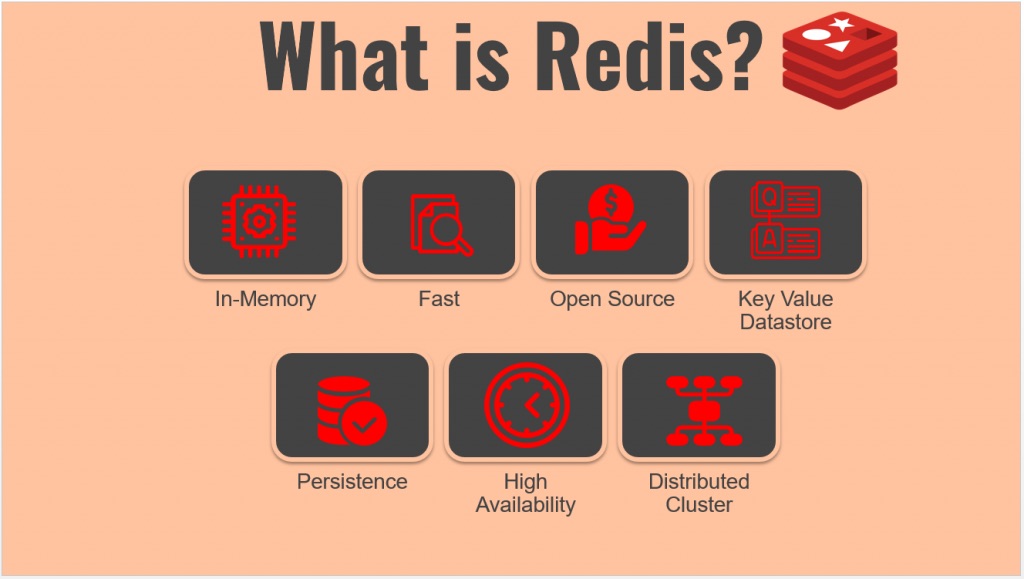 What is Redis?
Q
A
In-Memory
Fast
$
Open Source
Key Value
Datastore
Persistence
High
Availability
Distributed
Cluster